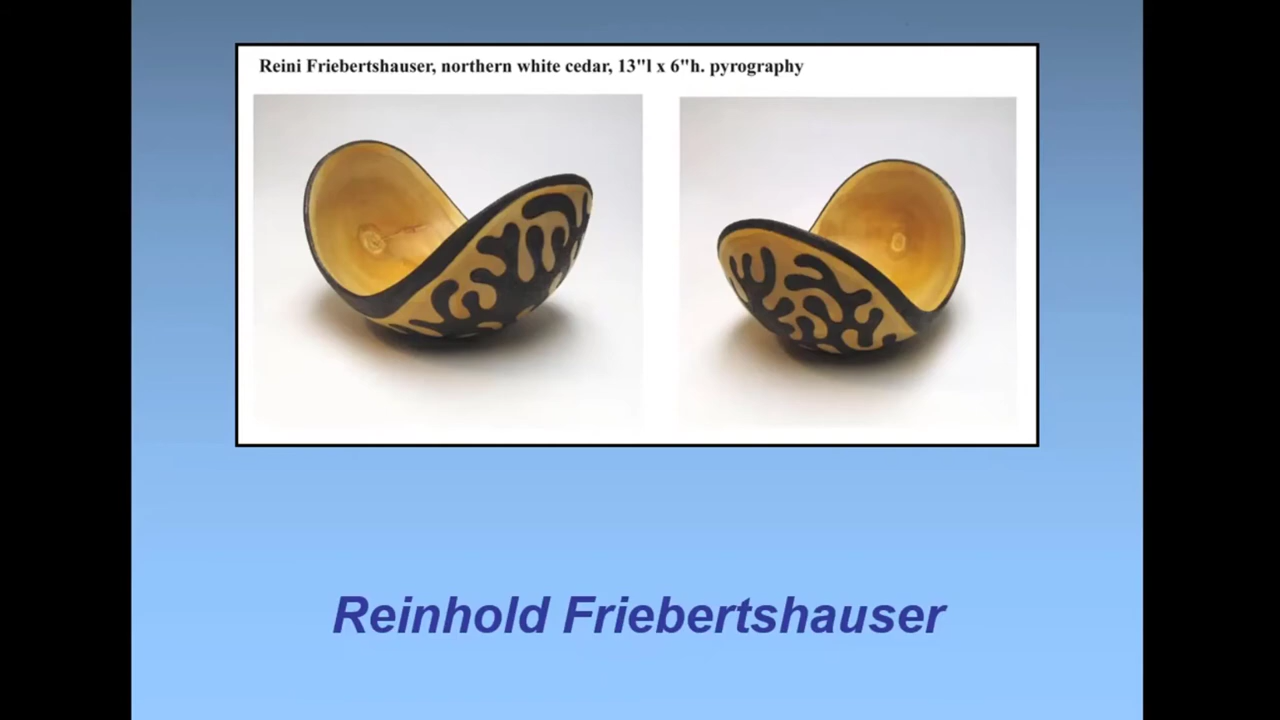 Reini Friebertshauser, northern white cedar, 13"l x 6"h. pyrography
Reinhold Friebertshauser